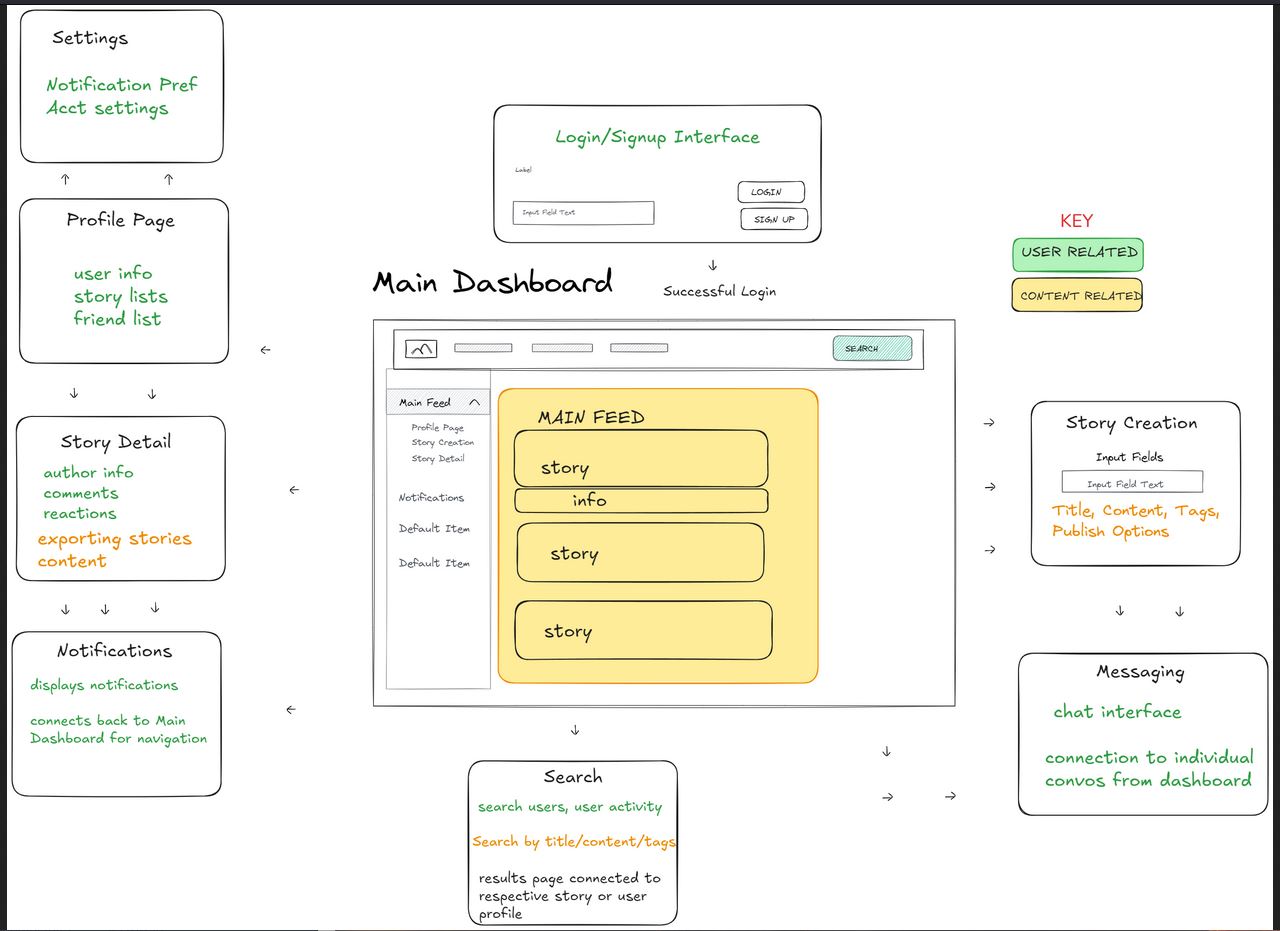 Settings
Notification Pref
Acct settings
Profile Page
user info
story lists
friend list
Story Detail
author info
comments
reactions
exporting stories
content
Notifications
displays notifications
connects back to Main
Dashboard for navigation
Login/Signup Interface
Label
Input Field Text
LOGIN
SIGN UP
Successful Login
Main Dashboard
SEARCH
Main Feed
Profile Page
Story Creation
Story Detail
Notifications
Default Item
Default Item
MAIN FEED
story
info
story
story
Search
search users, user activity
Search by title/content/tags
results page connected to
respective story or user
profile
KEY
USER RELATED
CONTENT RELATED
Story Creation
Input Fields
Input Field Text
Title, Content, Tags,
Publish Options
Messaging
chat interface
connection to individual
convos from dashboard